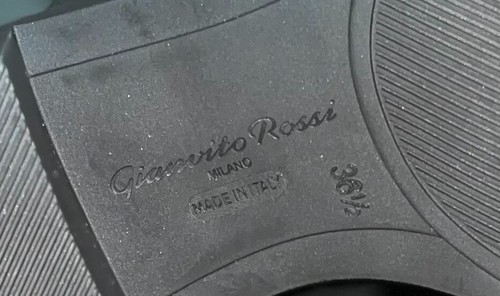 Gianvito Rossi
MILANO
MADE IN ITALY
36½